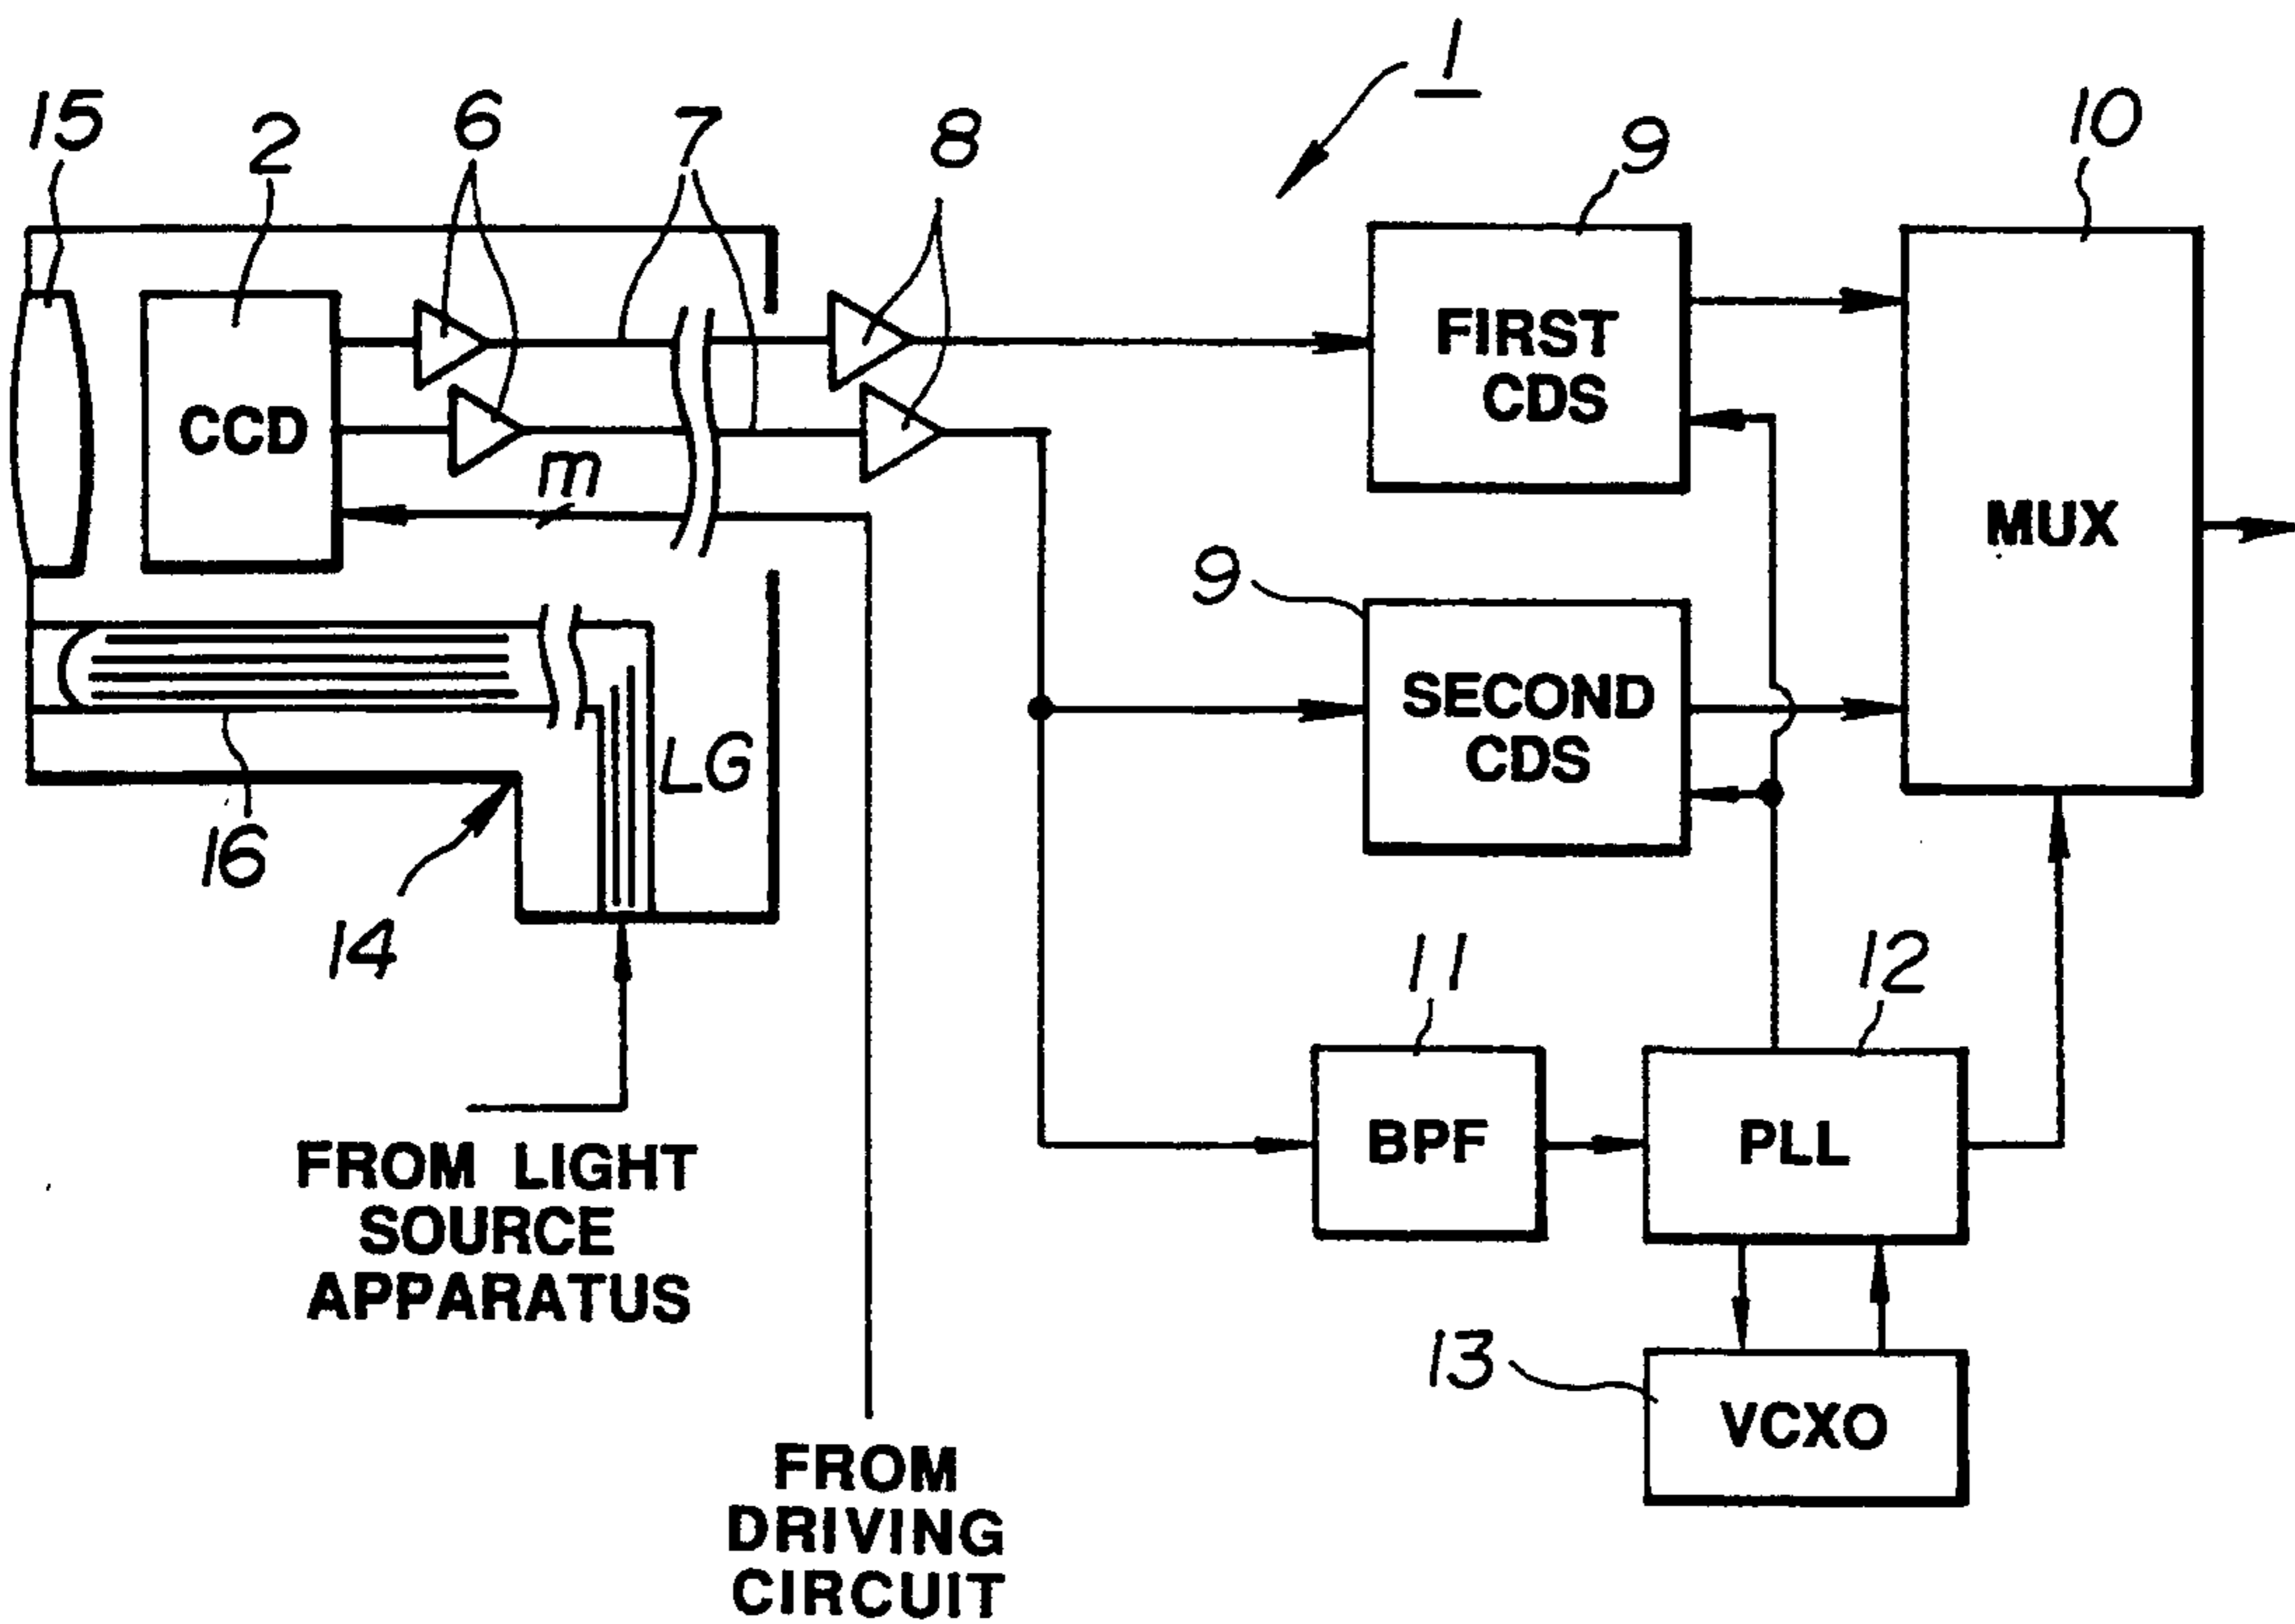 1
15
2
6
7
8
9
10
CCD
FIRST
CDS
m
MUX
9
SECOND
CDS
LG
16
14
11
12
BPF
PLL
FROM LIGHT
SOURCE
APPARATUS
13
VCXO
FROM
DRIVING
CIRCUIT